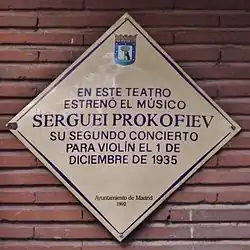 EN ESTE TEATRO
ESTRENÓ EL MÚSICO
SERGUEI PROKOFIEV
SU SEGUNDO CONCIERTO
PARA VIOLÍN EL 1 DE
DICIEMBRE DE 1935
Ayuntamiento de Madrid
1992